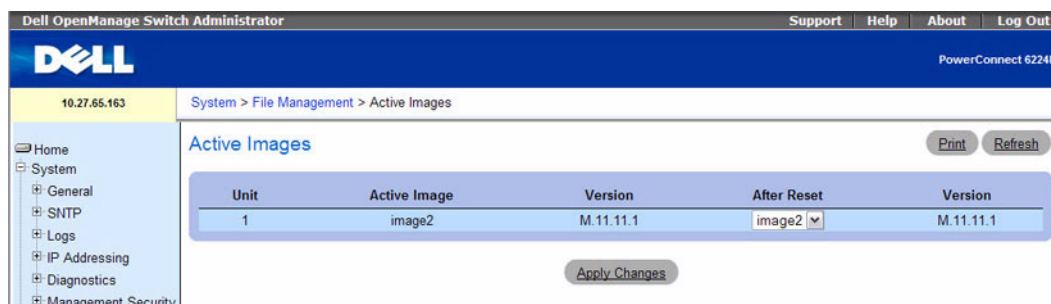 Dell OpenManage Switch Administrator
Support Help About Log Out
DELL
PowerConnect 6224
10.27.65.163
System > File Management > Active Images
Home
System
General
SNTP
Logs
IP Addressing
Diagnostics
Management Security
Active Images
Print Refresh
Unit Active Image Version After Reset Version
1 image2 M.11.11.1 image2 M.11.11.1
Apply Changes